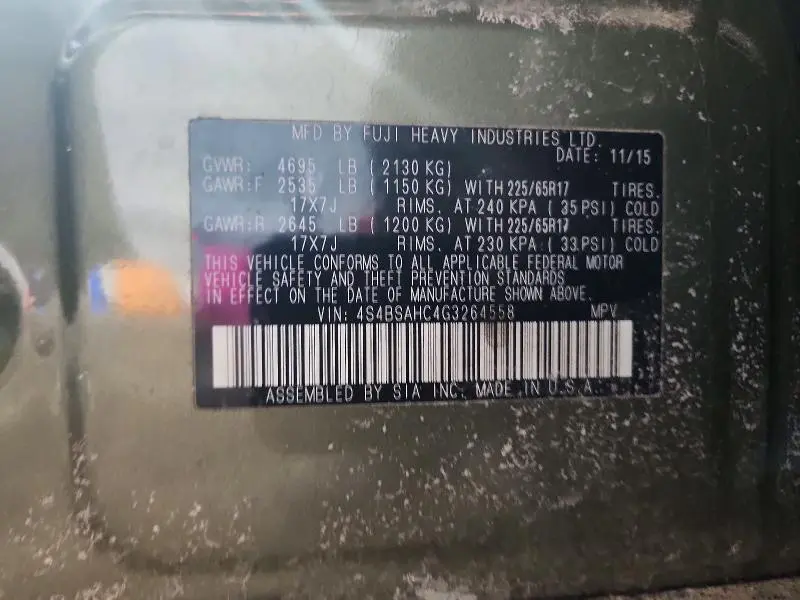 MFD BY FUJI HEAVY INDUSTRIES LTD.
DATE: 11/15
GVWR: 4695 LB ( 2130 KG)
GAWR:F 2535 LB ( 1150 KG) WITH 225/65R17 TIRES.
17X7J RIMS. AT 240 KPA ( 35 PSI) COLD
GAWR:R 2645 LB ( 1200 KG) WITH 225/65R17 TIRES.
17X7J RIMS. AT 230 KPA ( 33 PSI) COLD
THIS VEHICLE CONFORMS TO ALL APPLICABLE FEDERAL MOTOR
VEHICLE SAFETY AND THEFT PREVENTION STANDARDS
IN EFFECT ON THE DATE OF MANUFACTURE SHOWN ABOVE.
VIN: 4S4BSAHC4G3264558 MPV
ASSEMBLED BY SIA INC. MADE IN U.S.A.